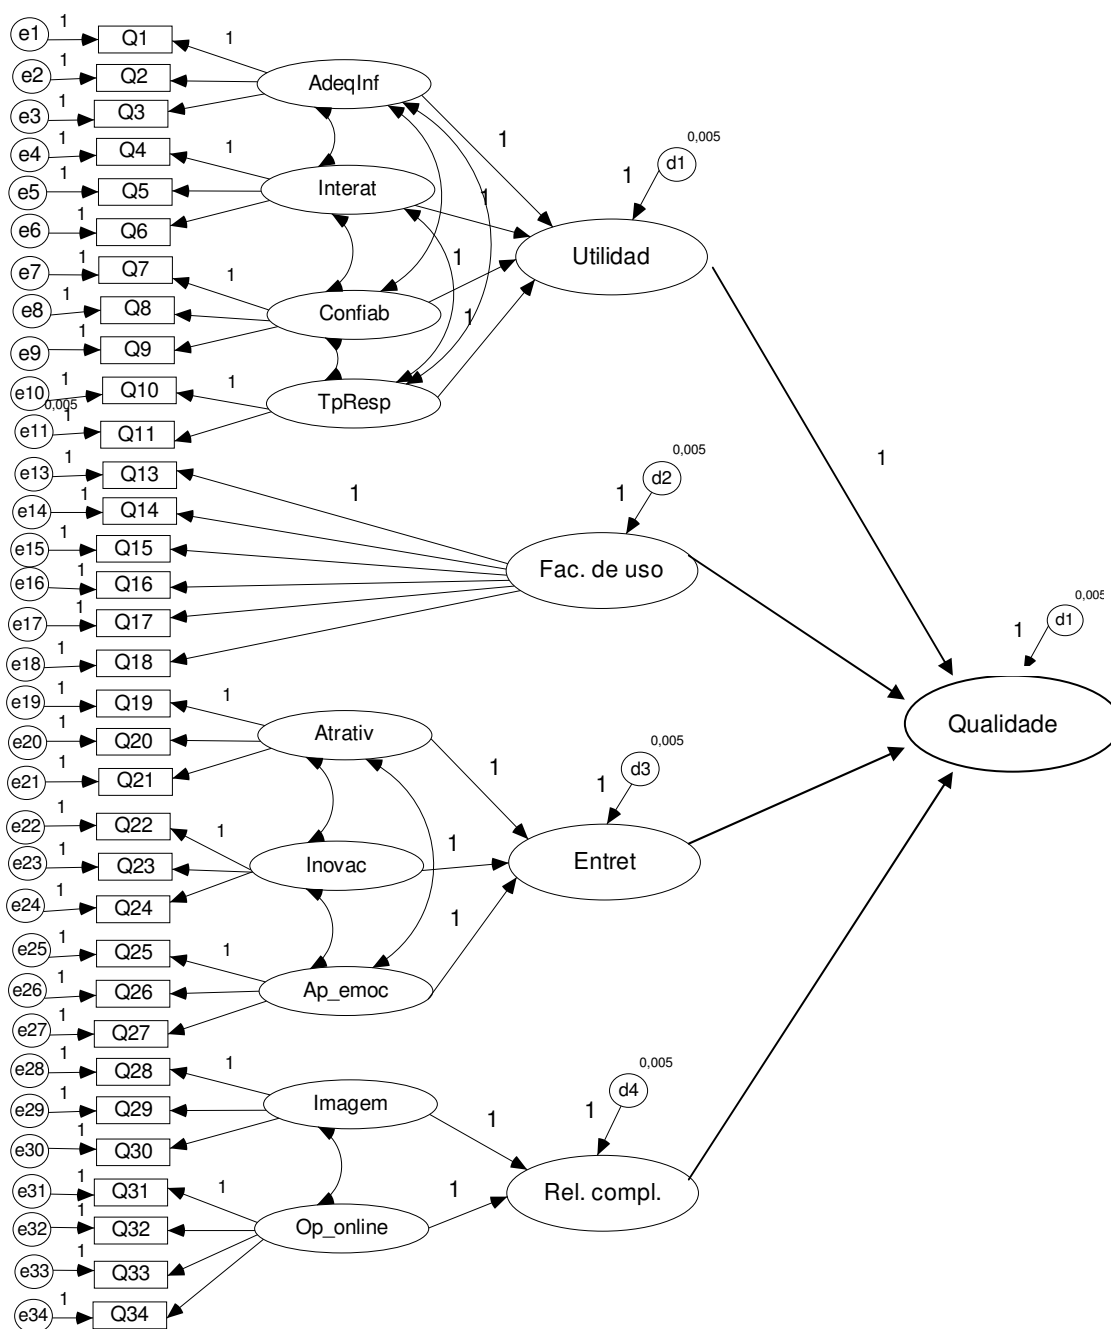 e1 1 Q1 1
e2 1 Q2 AdeqInf
e3 1 Q3
e4 1 Q4 1 1 d1 0,005
e5 1 Q5 Interat 1 1
e6 1 Q6
e7 1 Q7 1 1 Utilidad
e8 1 Q8 Confiab 1
e9 1 Q9
e10 1 Q10 1 TpResp
0,005
e11 1 Q11
e13 1 Q13 1 1 d2 0,005 1
e14 1 Q14
e15 1 Q15
e16 1 Q16 Fac. de uso
e17 1 Q17 1 d1 0,005
e18 1 Q18
e19 1 Q19 1
e20 1 Q20 Atrativ Qualidade
e21 1 Q21 1 1 d3 0,005
e22 1 Q22 1
e23 1 Q23 Inovac 1 Entret
e24 1 Q24 1
e25 1 Q25 1
e26 1 Q26 Ap_emoc
e27 1 Q27
e28 1 Q28 1 d4 0,005
e29 1 Q29 Imagem 1 1
e30 1 Q30
e31 1 Q31 1 1 Rel. compl.
e32 1 Q32 Op_online
e33 1 Q33
e34 1 Q34